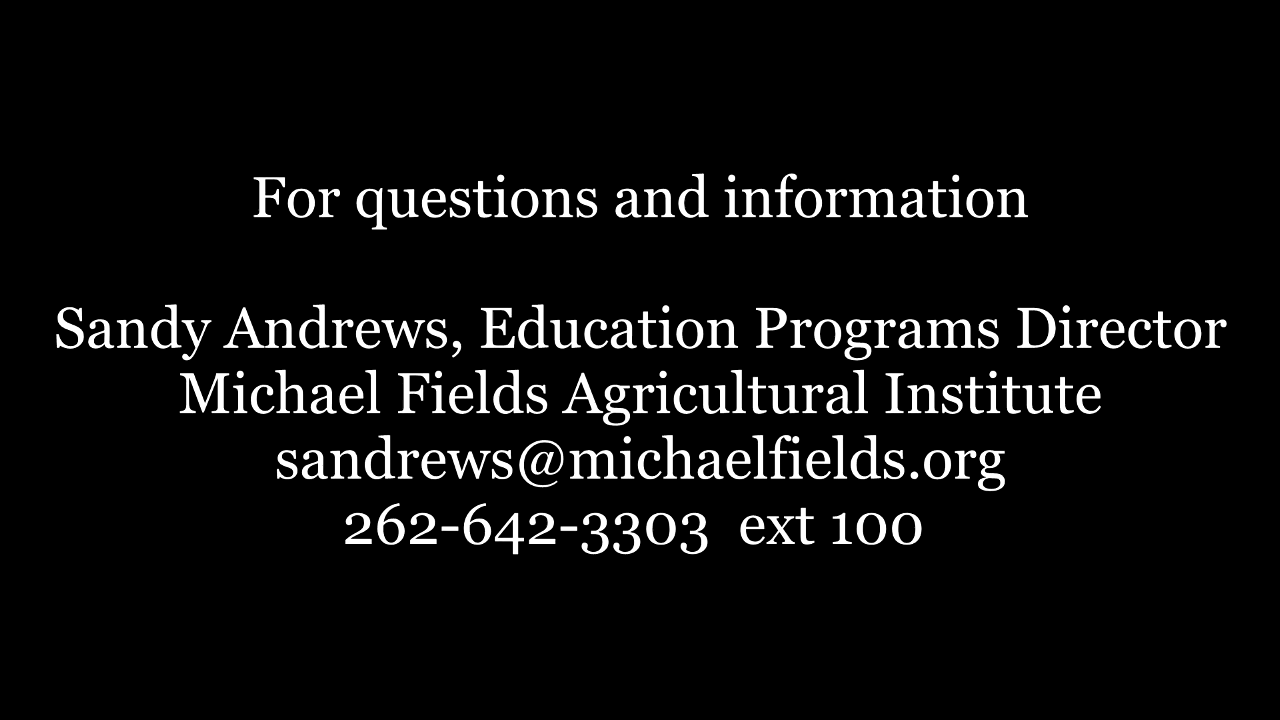 For questions and information
Sandy Andrews, Education Programs Director
Michael Fields Agricultural Institute
sandrews@michaelfields.org
262-642-3303  ext 100